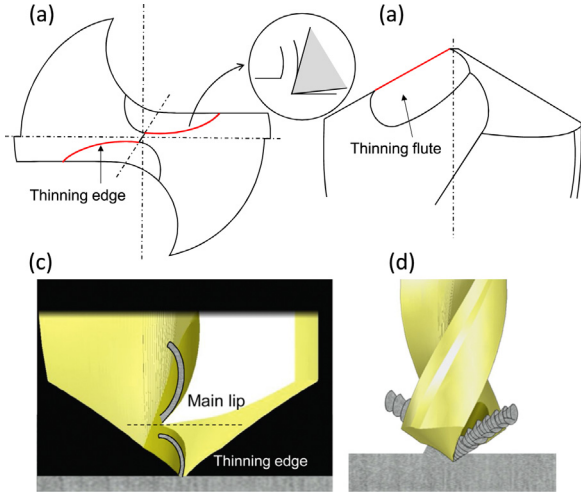 (a)
(a)
Thinning edge
Thinning flute
(c)
(d)
Main lip
Thinning edge